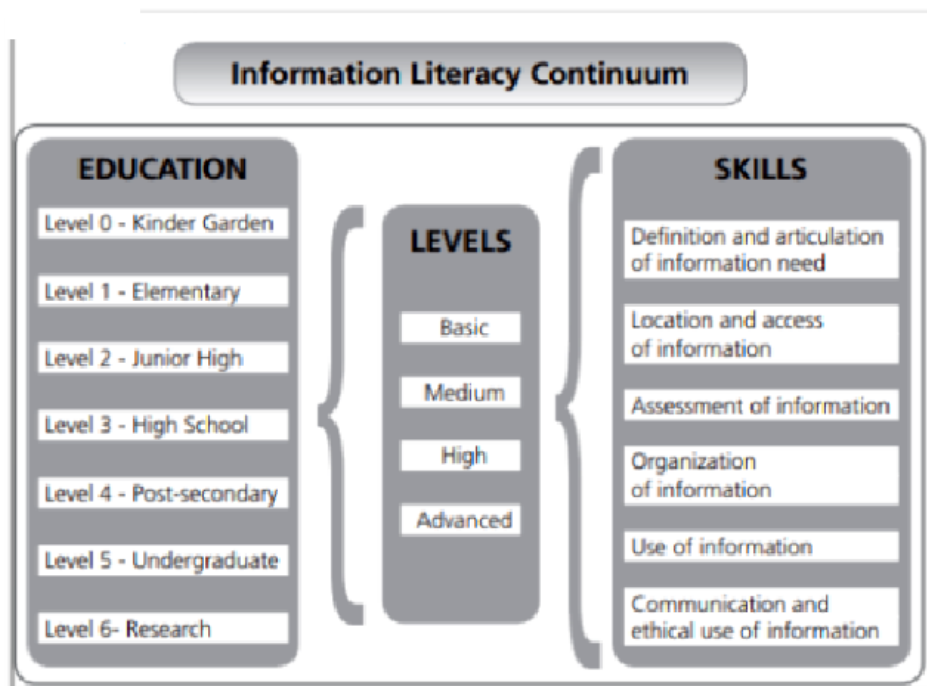 Information Literacy Continuum
EDUCATION
Level 0 - Kinder Garden
Level 1 - Elementary
Level 2 - Junior High
Level 3 - High School
Level 4 - Post-secondary
Level 5 - Undergraduate
Level 6- Research
LEVELS
Basic
Medium
High
Advanced
SKILLS
Definition and articulation
of information need
Location and access
of information
Assessment of information
Organization
of information
Use of information
Communication and
ethical use of information